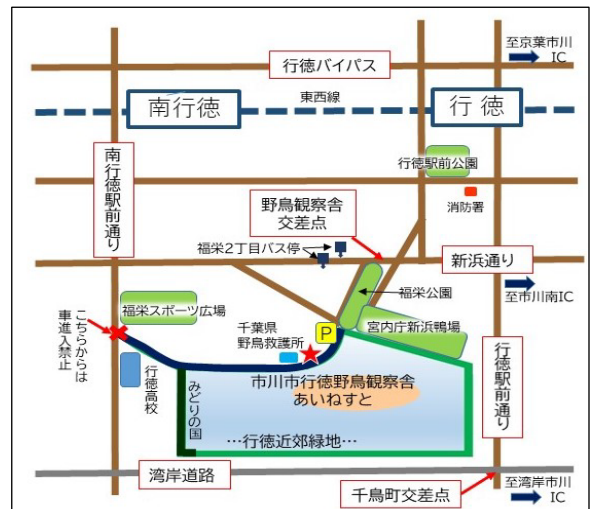 至京葉市川
IC
行徳バイパス
東西線
南行徳
行徳
行徳駅前公園
南行徳駅前通り
消防署
野鳥観察舎
交差点
福栄2丁目バス停
新浜通り
至市川南IC
福栄公園
福栄スポーツ広場
千葉県
野鳥救護所
P
宮内庁新浜鴨場
こちらからは
車進入禁止
行徳高校
みどりの国
市川市行徳野鳥観察舎
あいねすと
行徳駅前通り
…行徳近郊緑地…
湾岸道路
千鳥町交差点
至湾岸市川
IC